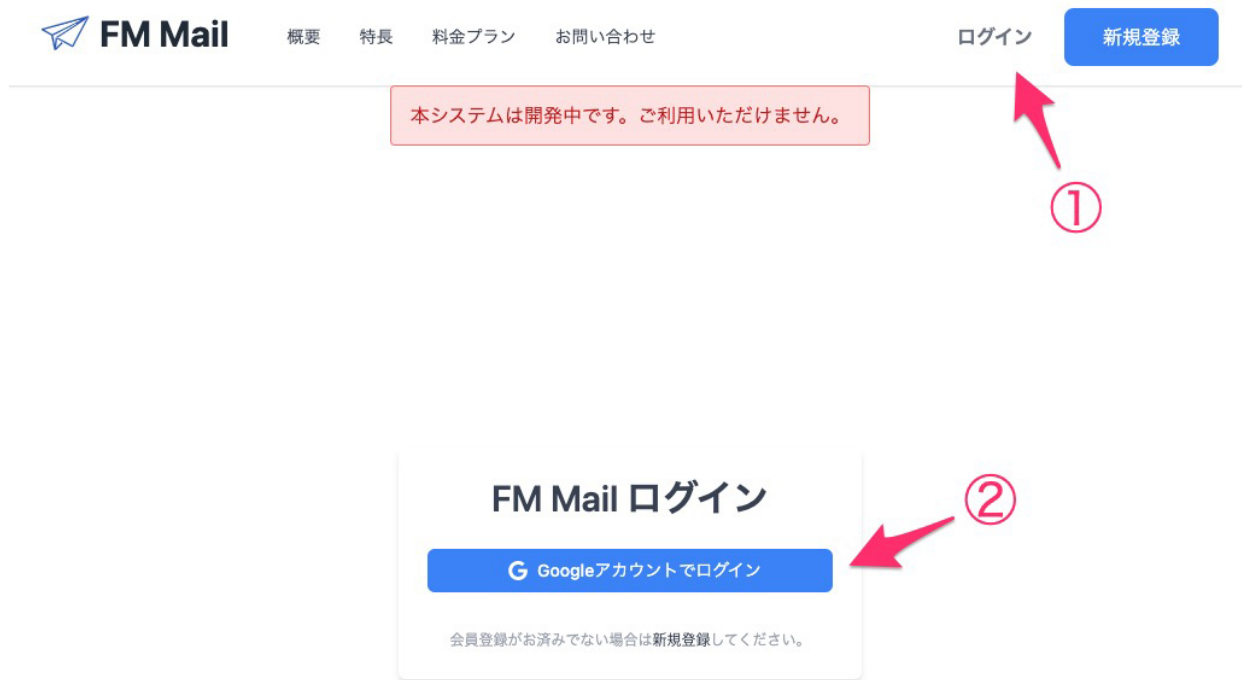 FM Mail 概要 特長 料金プラン お問い合わせ ログイン 新規登録
本システムは開発中です。ご利用いただけません。
①
FM Mail ログイン
②
Googleアカウントでログイン
会員登録がお済みでない場合は新規登録してください。